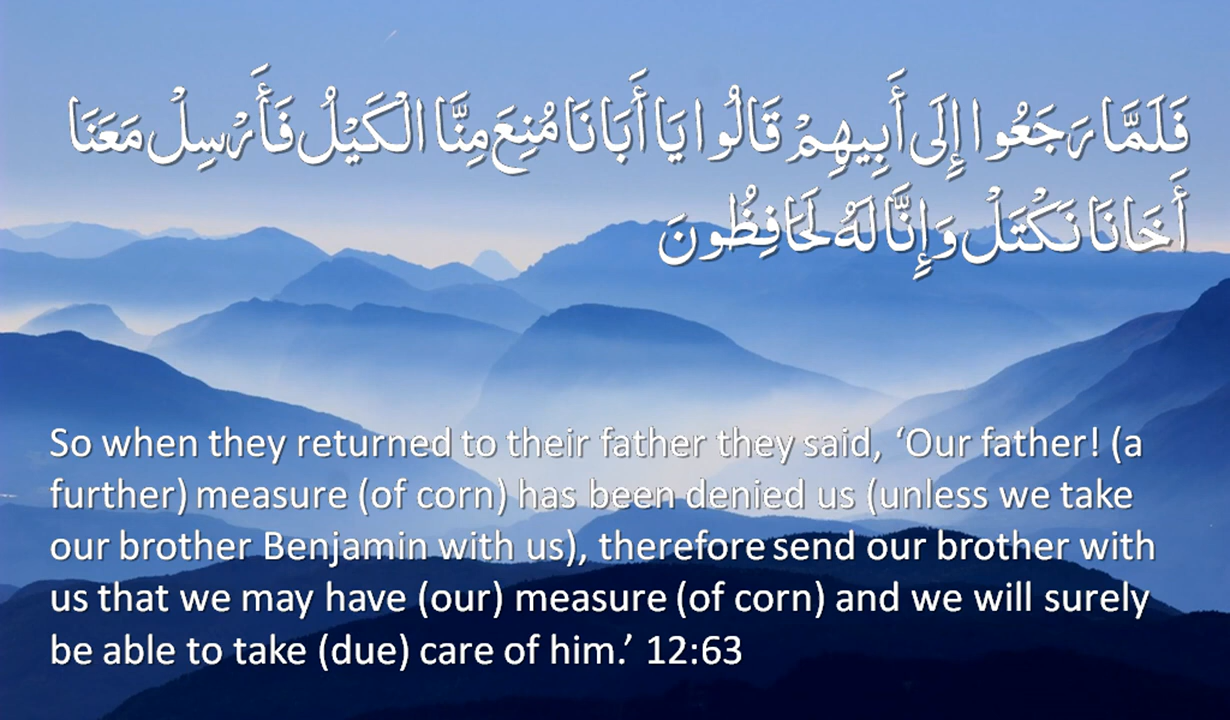 فَلَمَّا رَجَعُوا إِلَى أَبِيهِمْ قَالُوا يَا أَبَانَا مُنِعَ مِنَّا الْكَيْلُ فَأَرْسِلْ مَعَنَا
أَخَانَا نَكْتَلْ وَإِنَّا لَهُ لَحَافِظُونَ
So when they returned to their father they said, ‘Our father! (a
further) measure (of corn) has been denied us (unless we take
our brother Benjamin with us), therefore send our brother with
us that we may have (our) measure (of corn) and we will surely
be able to take (due) care of him.’ 12:63